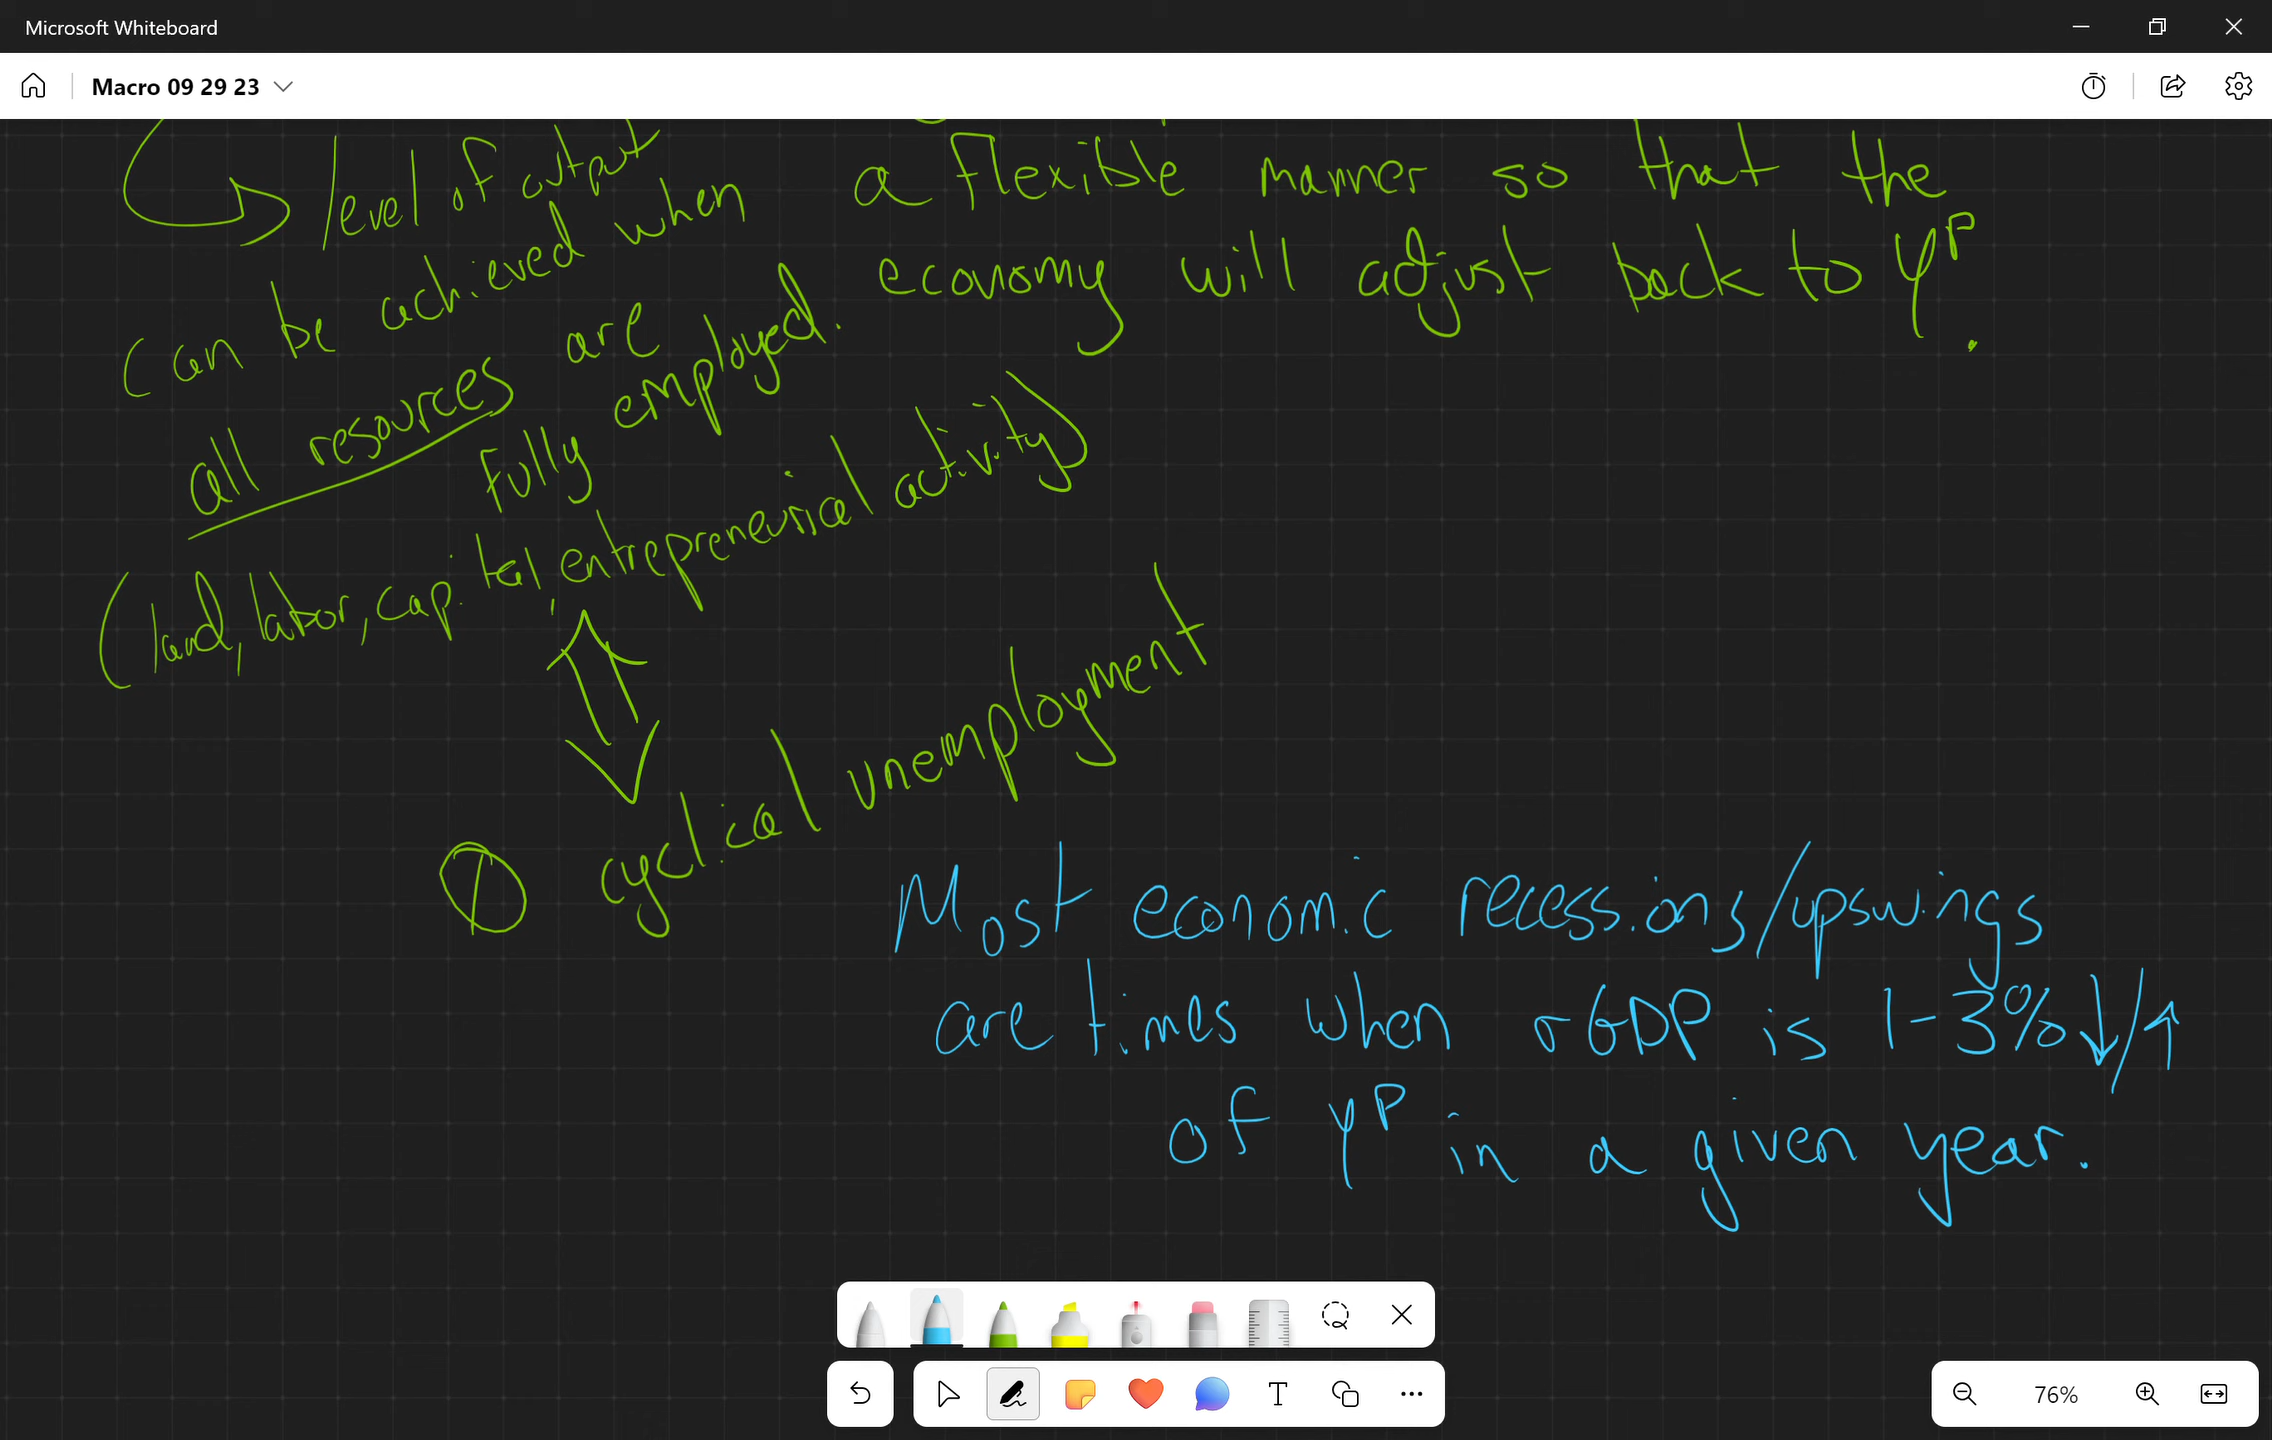 Microsoft Whiteboard
Macro 09 29 23
level of output
can be achieved when
all resources are
fully employed.
(land, labor, capital, entrepreneurial activity)
cyclical unemployment
a flexible manner so that the
economy will adjust back to Y^P.
Most economic recessions/upswings
are times when rGDP is 1-3% ↓/↑
of Y^P in a given year.
T
76%